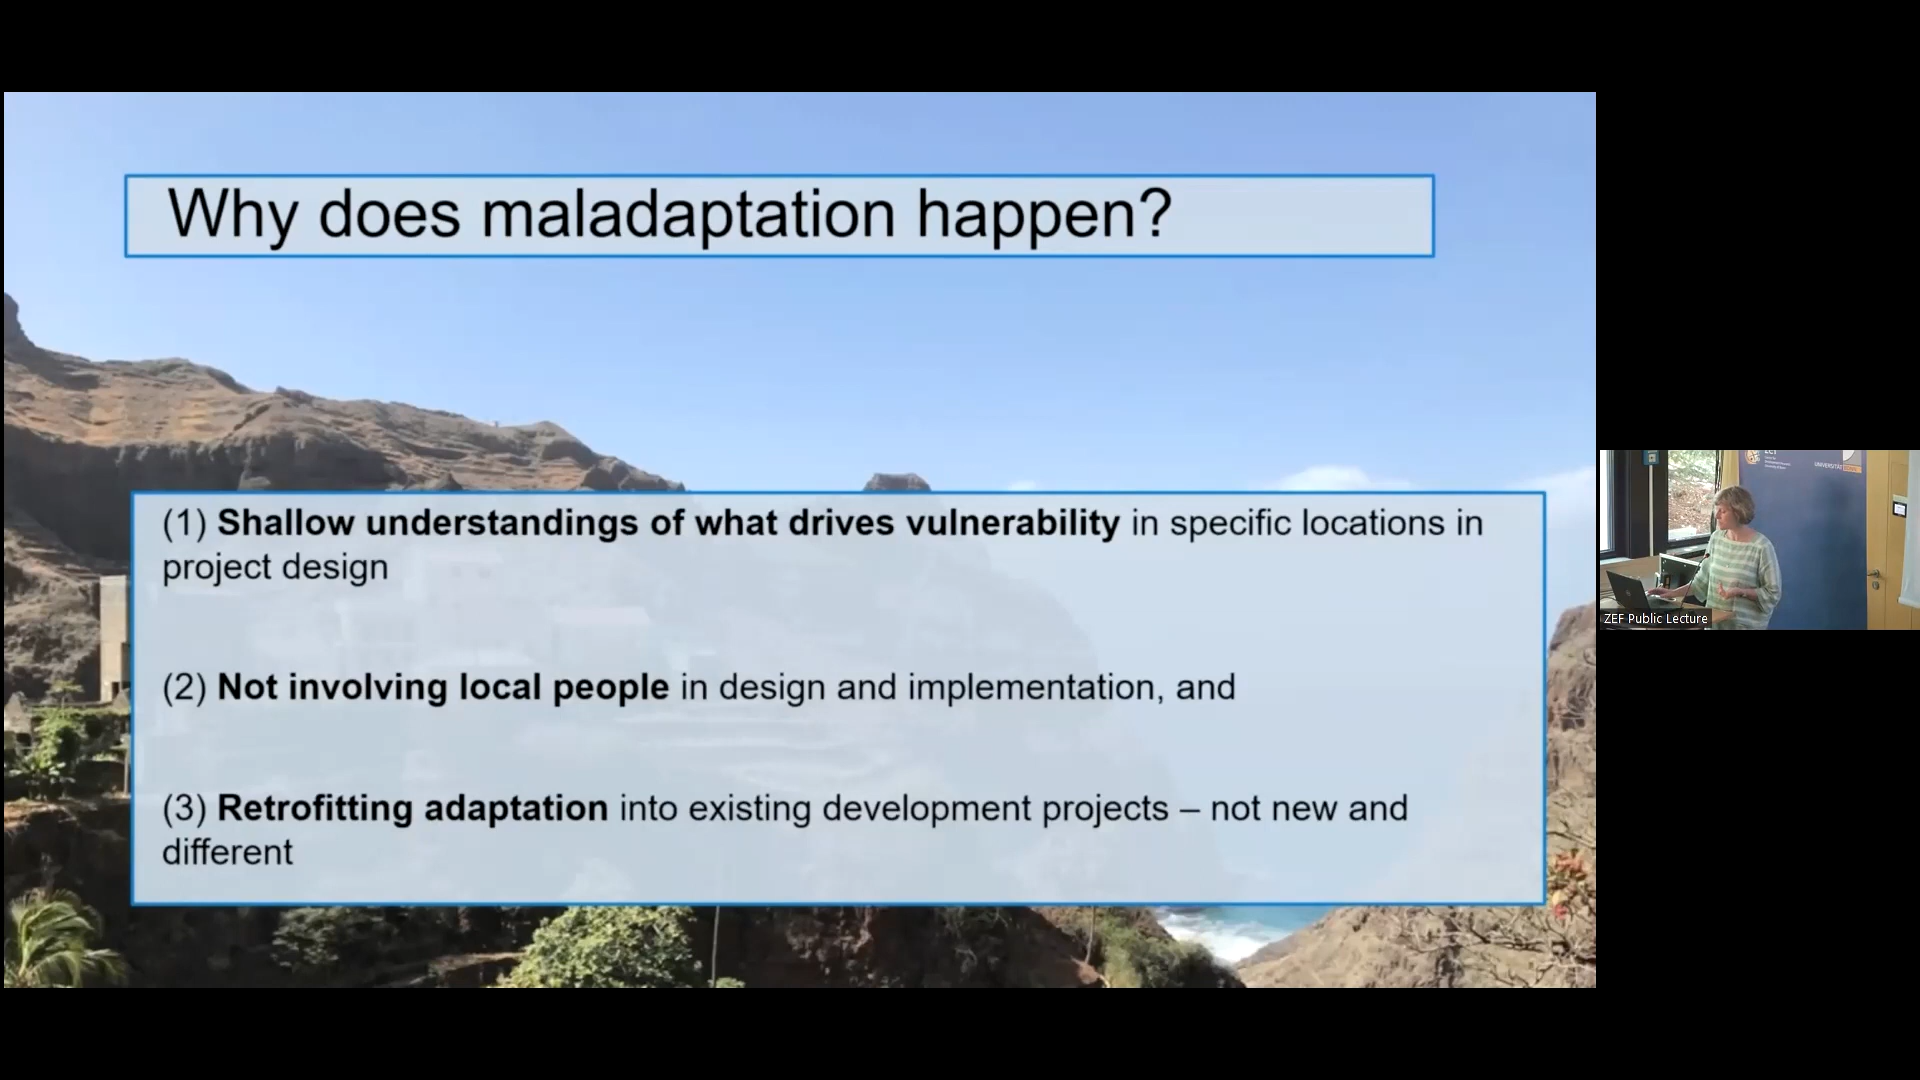 Why does maladaptation happen?
(1) Shallow understandings of what drives vulnerability in specific locations in
project design
(2) Not involving local people in design and implementation, and
(3) Retrofitting adaptation into existing development projects – not new and
different
UNIVERSITÄT
ZEF Public Lecture